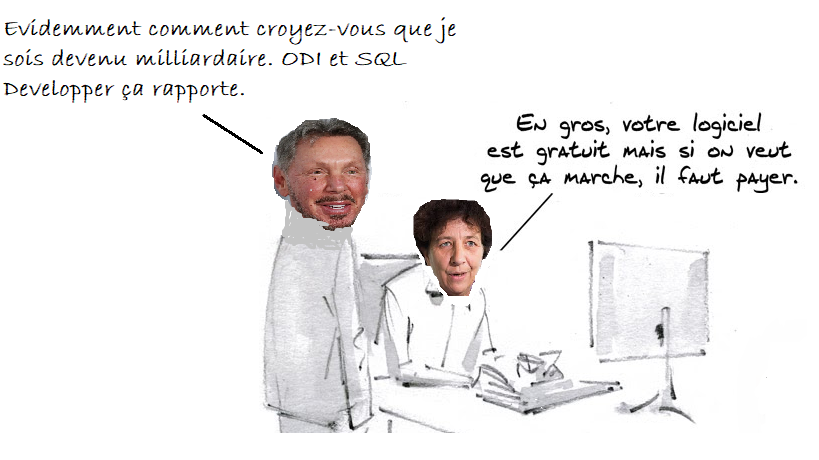 Evidemment comment croyez-vous que je
sois devenu milliardaire. ODI et SQL
Developper ça rapporte.
En gros, votre logiciel
est gratuit mais si on veut
que ça marche, il faut payer.